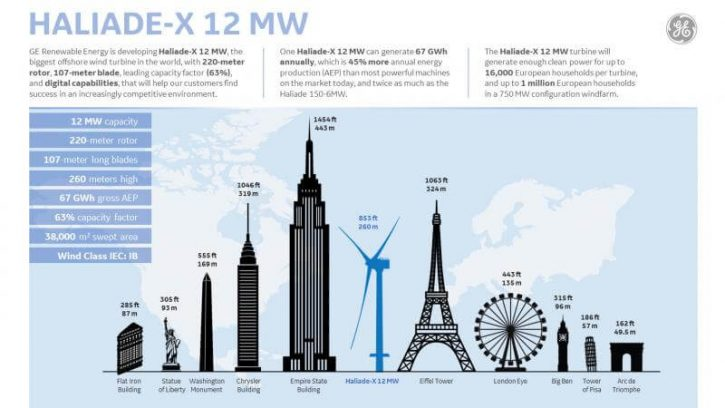 HALIADE-X 12 MW
GE Renewable Energy is developing Haliade-X 12 MW, the
biggest offshore wind turbine in the world, with 220-meter
rotor, 107-meter blade, leading capacity factor (63%),
and digital capabilities, that will help our customers find
success in an increasingly competitive environment.
One Haliade-X 12 MW can generate 67 GWh
annually, which is 45% more annual energy
production (AEP) than most powerful machines
on the market today, and twice as much as the
Haliade 150-6MW.
The Haliade-X 12 MW turbine will
generate enough clean power for up to
16,000 European households per turbine,
and up to 1 million European households
in a 750 MW configuration windfarm.
12 MW capacity
220-meter rotor
107 meter long blades
260 meters high
67 GWh gross AEP
63% capacity factor
38,000 m² swept area
Wind Class IEC: IB
285 ft
87 m
305 ft
93 m
555 ft
169 m
1046 ft
319 m
1454 ft
443 m
853 ft
260 m
1063 ft
324 m
443 ft
135 m
315 ft
96 m
186 ft
57 m
162 ft
49.5 m
Flat Iron
Building
Statue
of Liberty
Washington
Monument
Chrysler
Building
Empire State
Building
Haliade-X 12 MW
Eiffel Tower
London Eye
Big Ben
Tower
of Pisa
Arc de
Triomphe